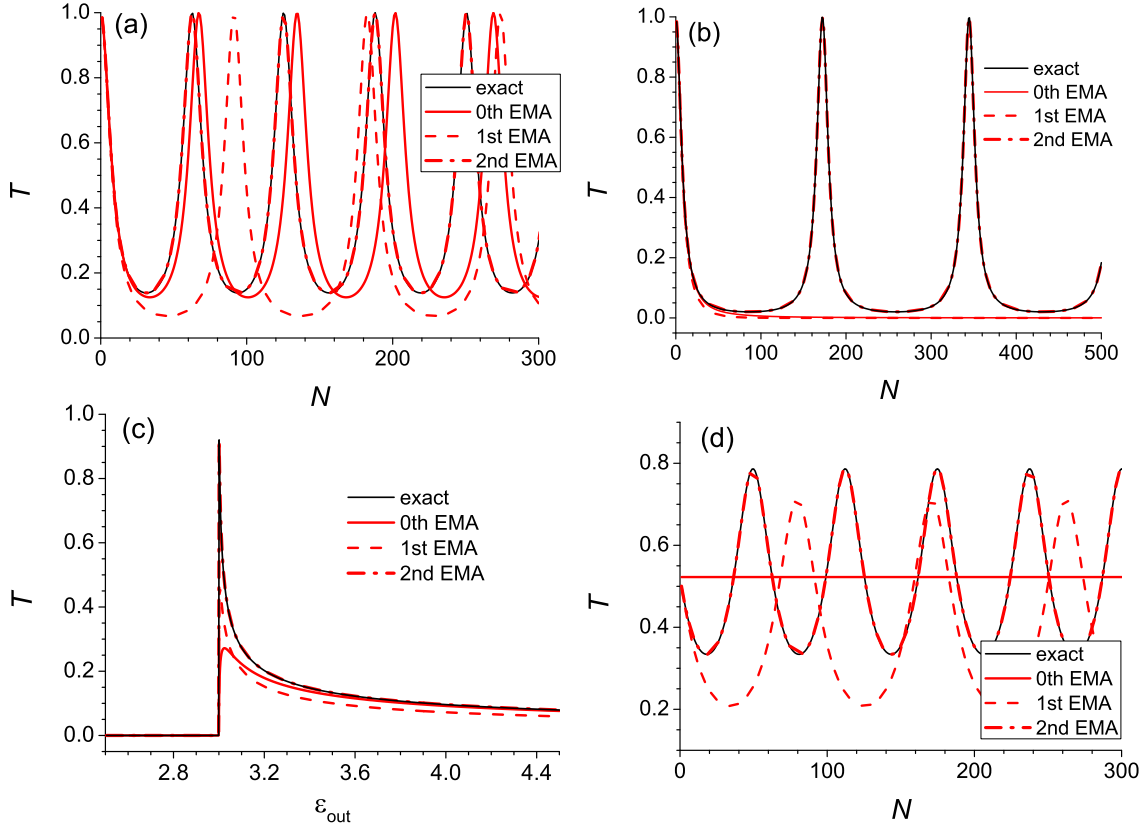 (a)
1.0
0.8
0.6
0.4
0.2
0.0
T
exact
0th EMA
1st EMA
2nd EMA
0 100 200 300
N
(b)
1.0
0.8
0.6
0.4
0.2
0.0
T
exact
0th EMA
1st EMA
2nd EMA
0 100 200 300 400 500
N
(c)
1.0
0.8
0.6
0.4
0.2
0.0
T
exact
0th EMA
1st EMA
2nd EMA
2.8 3.2 3.6 4.0 4.4
εout
(d)
0.8
0.6
0.4
0.2
T
exact
0th EMA
1st EMA
2nd EMA
0 100 200 300
N